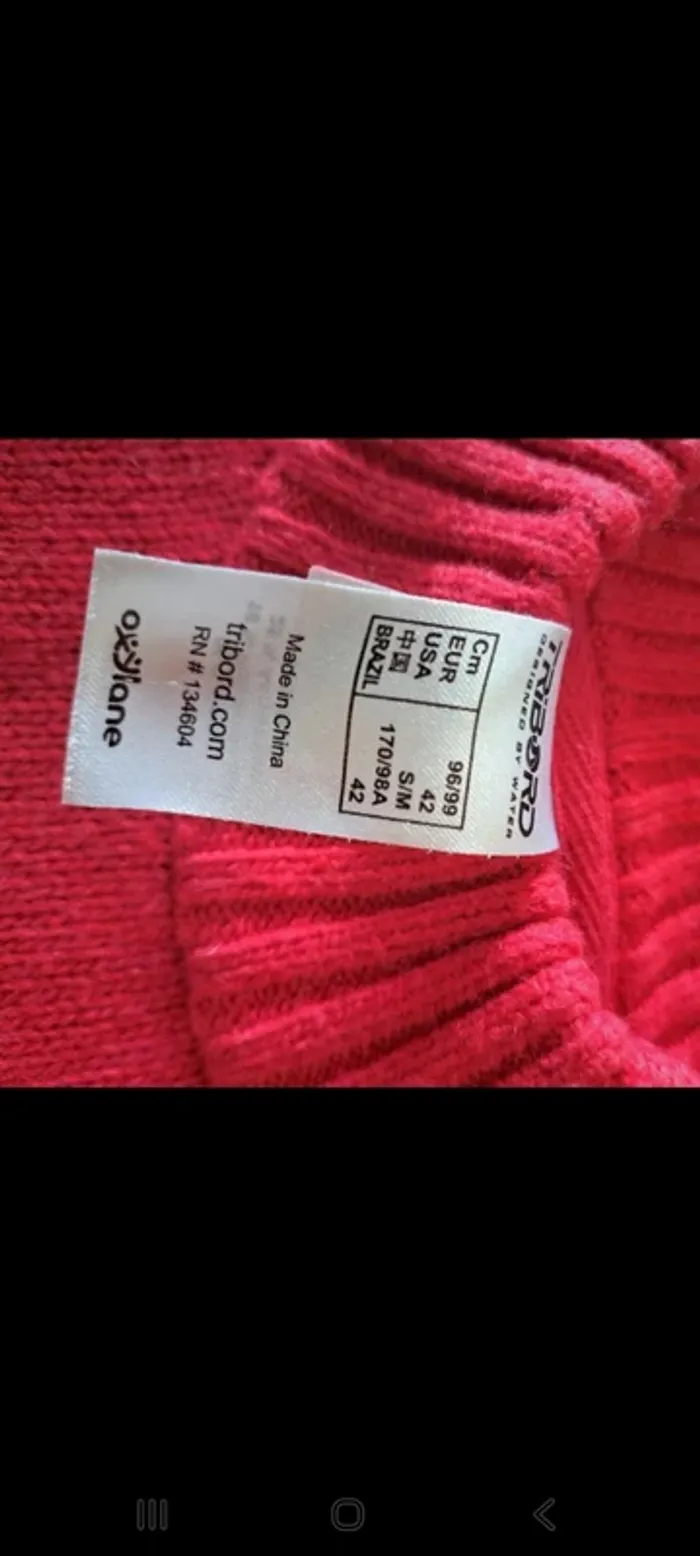 TRIBORD
DESIGNED BY WATER
Cm 96/99
EUR 42
USA S/M
中国 170/98A
BRAZIL 42
Made in China
tribord.com
RN # 134604
oxylane